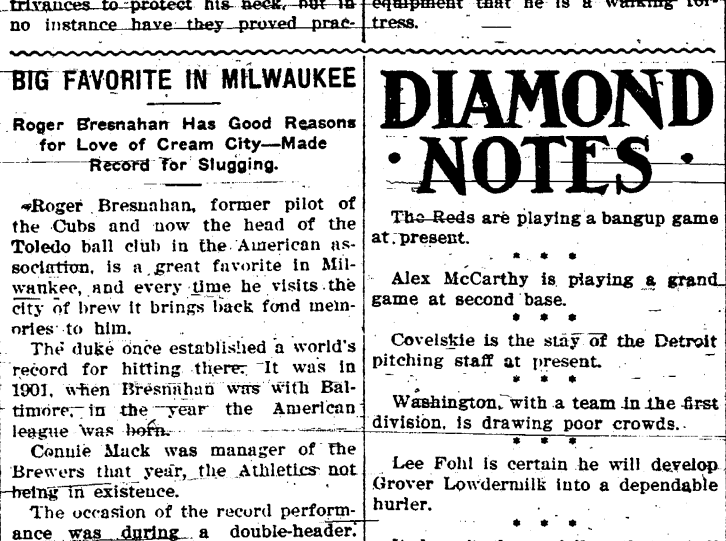 trivances to protect his neck, but in
no instance have they proved prac-
BIG FAVORITE IN MILWAUKEE
Roger Bresnahan Has Good Reasons
for Love of Cream City—Made
Record for Slugging.
Roger Bresnahan, former pilot of
the Cubs and now the head of the
Toledo ball club in the American as-
sociation, is a great favorite in Mil-
waukee, and every time he visits the
city of brew it brings back fond mem-
ories to him.
The duke once established a world's
record for hitting there. It was in
1901, when Bresnahan was with Bal-
timore, in the year the American
league was born.
Connie Mack was manager of the
Brewers that year, the Athletics not
being in existence.
The occasion of the record perform-
ance was during a double-header.
equipment that he is a walking for-
tress.
DIAMOND
· NOTES ·
The Reds are playing a bangup game
at present.
* * *
Alex McCarthy is playing a grand
game at second base.
* * *
Covelskie is the stay of the Detroit
pitching staff at present.
* * *
Washington, with a team in the first
division, is drawing poor crowds.
* * *
Lee Fohl is certain he will develop
Grover Lowdermilk into a dependable
hurler.
* * *